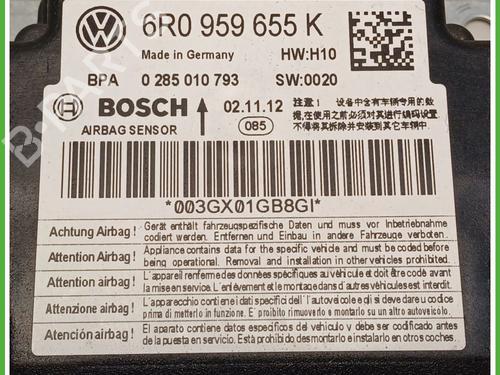 6R0 959 655 K
Made in Germany HW:H10
BPA 0 285 010 793 SW:0020
BOSCH 02.11.12
AIRBAG SENSOR 085
注意! 设备中含有车辆专用的数
据,在使用之前必须对其进行编码设置
不得将其拆除并安装到其它车辆中
*003GX01GB8GI*
Achtung Airbag! Gerät enthält fahrzeugspezifische Daten und muss vor Inbetriebnahme
codiert werden. Entfernen und Einbau in andere Fahrzeuge verboten.
Attention Airbag! Appliance contains data for the specific vehicle and must be coded before
being operational. Removal and installation in other vehicles prohibited.
Attention Airbag! L'appareil renferme des données spécifiques au véhicule et doit être codé avant
la mise en service. L'enlèvement et le montage dans d'autres véhicules est interdit.
Attenzione airbag! L'apparecchio contiene dati specifici dell'autoveicolo e gli si deve dare u codice
prima di metterlo in funzione. E'proibito rimuoverlo e montarlo su altro autoveicolo.
Atención airbag! El aparato contiene datos específicos del vehículo y debe ser codificado antes
de la puesta en servicio. Està prohibido desmontarlo e instalarlo en otros coches.